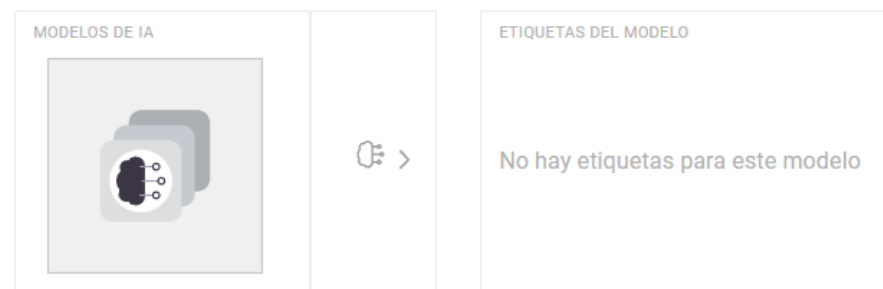 MODELOS DE IA
ETIQUETAS DEL MODELO
No hay etiquetas para este modelo